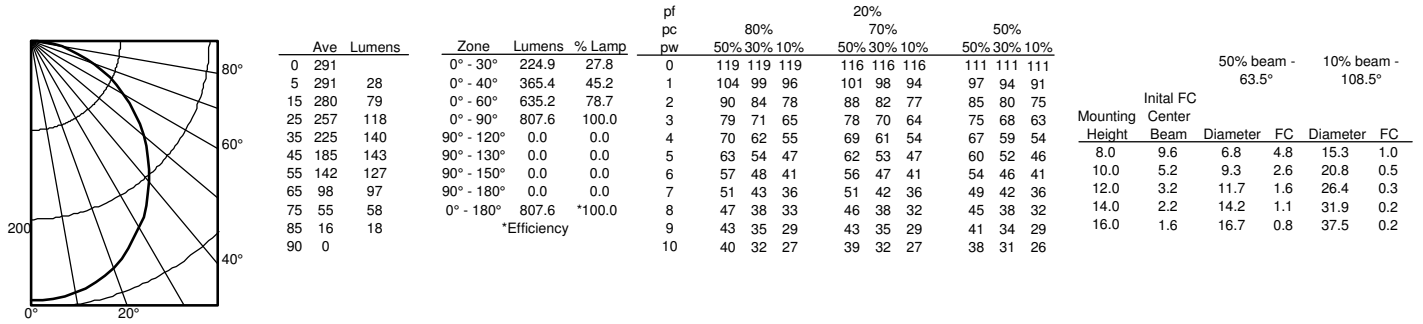 80°
60°
200
40°
0° 20°
Ave Lumens
0 291
5 291 28
15 280 79
25 257 118
35 225 140
45 185 143
55 142 127
65 98 97
75 55 58
85 16 18
90 0
Zone Lumens % Lamp
0° - 30° 224.9 27.8
0° - 40° 365.4 45.2
0° - 60° 635.2 78.7
0° - 90° 807.6 100.0
90° - 120° 0.0 0.0
90° - 130° 0.0 0.0
90° - 150° 0.0 0.0
90° - 180° 0.0 0.0
0° - 180° 807.6 *100.0
*Efficiency
pf 20%
pc 80% 70% 50%
pw 50% 30% 10% 50% 30% 10% 50% 30% 10%
0 119 119 119 116 116 116 111 111 111
1 104 99 96 101 98 94 97 94 91
2 90 84 78 88 82 77 85 80 75
3 79 71 65 78 70 64 75 68 63
4 70 62 55 69 61 54 67 59 54
5 63 54 47 62 53 47 60 52 46
6 57 48 41 56 47 41 54 46 41
7 51 43 36 51 42 36 49 42 36
8 47 38 33 46 38 32 45 38 32
9 43 35 29 43 35 29 41 34 29
10 40 32 27 39 32 27 38 31 26
50% beam - 10% beam -
63.5° 108.5°
Inital FC
Mounting Center
Height Beam Diameter FC Diameter FC
8.0 9.6 6.8 4.8 15.3 1.0
10.0 5.2 9.3 2.6 20.8 0.5
12.0 3.2 11.7 1.6 26.4 0.3
14.0 2.2 14.2 1.1 31.9 0.2
16.0 1.6 16.7 0.8 37.5 0.2